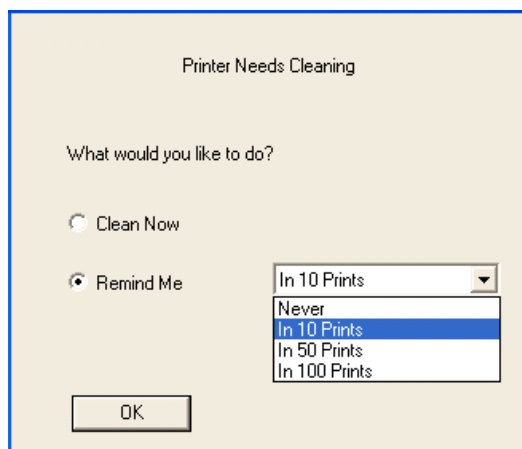 Printer Needs Cleaning
What would you like to do?
Clean Now
Remind Me
In 10 Prints
Never
In 10 Prints
In 50 Prints
In 100 Prints
OK